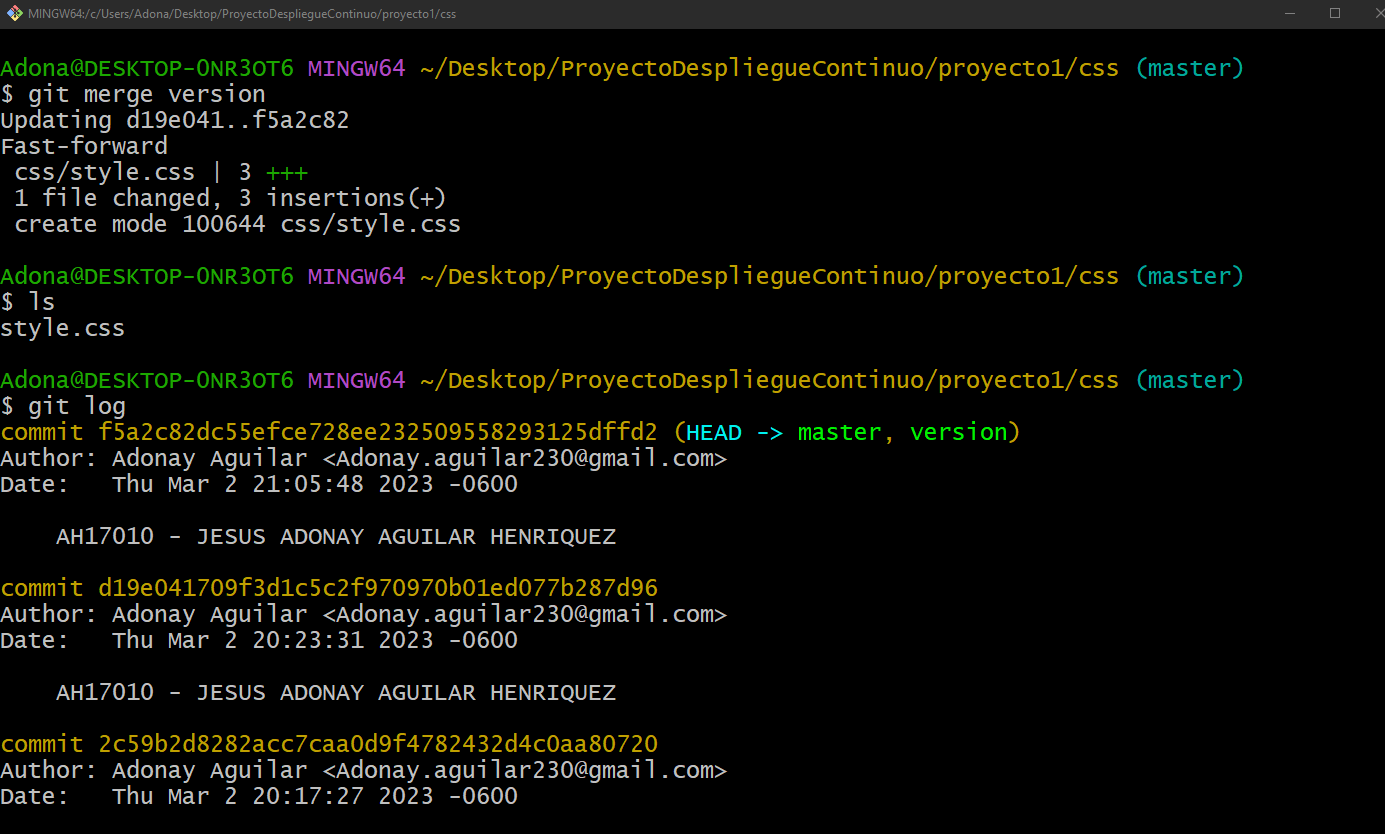 MINGW64:/c/Users/Adona/Desktop/ProyectoDespliegueContinuo/proyecto1/css
Adona@DESKTOP-0NR3OT6 MINGW64 ~/Desktop/ProyectoDespliegueContinuo/proyecto1/css (master)
$ git merge version
Updating d19e041..f5a2c82
Fast-forward
 css/style.css | 3 +++
 1 file changed, 3 insertions(+)
 create mode 100644 css/style.css
Adona@DESKTOP-0NR3OT6 MINGW64 ~/Desktop/ProyectoDespliegueContinuo/proyecto1/css (master)
$ ls
style.css
Adona@DESKTOP-0NR3OT6 MINGW64 ~/Desktop/ProyectoDespliegueContinuo/proyecto1/css (master)
$ git log
commit f5a2c82dc55efce728ee232509558293125dffd2 (HEAD -> master, version)
Author: Adonay Aguilar <Adonay.aguilar230@gmail.com>
Date:   Thu Mar 2 21:05:48 2023 -0600
    AH17010 - JESUS ADONAY AGUILAR HENRIQUEZ
commit d19e041709f3d1c5c2f970970b01ed077b287d96
Author: Adonay Aguilar <Adonay.aguilar230@gmail.com>
Date:   Thu Mar 2 20:23:31 2023 -0600
    AH17010 - JESUS ADONAY AGUILAR HENRIQUEZ
commit 2c59b2d8282acc7caa0d9f4782432d4c0aa80720
Author: Adonay Aguilar <Adonay.aguilar230@gmail.com>
Date:   Thu Mar 2 20:17:27 2023 -0600